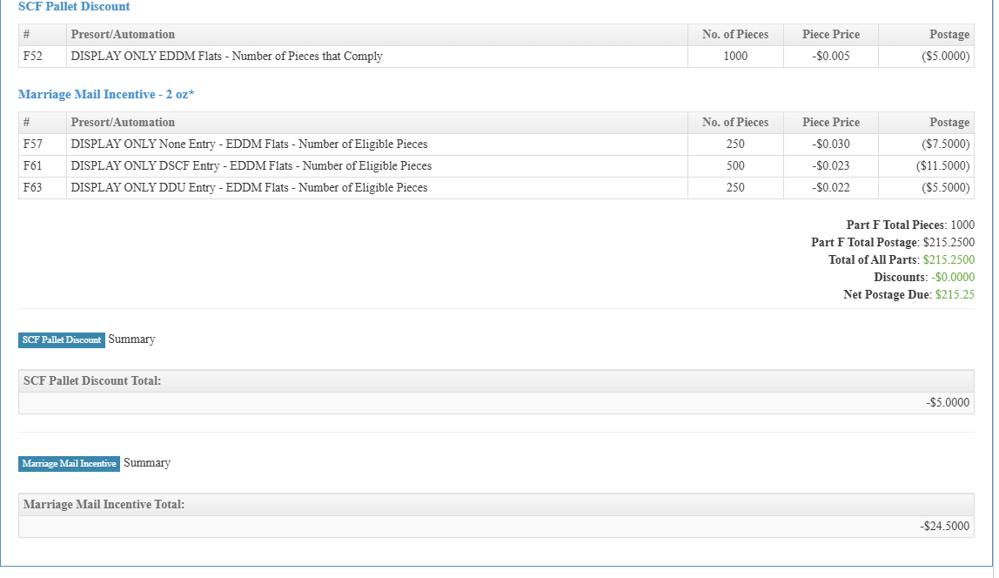 SCF Pallet Discount
# Presort/Automation No. of Pieces Piece Price Postage
F52 DISPLAY ONLY EDDM Flats - Number of Pieces that Comply 1000 -$0.005 ($5.0000)
Marriage Mail Incentive - 2 oz*
# Presort/Automation No. of Pieces Piece Price Postage
F57 DISPLAY ONLY None Entry - EDDM Flats - Number of Eligible Pieces 250 -$0.030 ($7.5000)
F61 DISPLAY ONLY DSCF Entry - EDDM Flats - Number of Eligible Pieces 500 -$0.023 ($11.5000)
F63 DISPLAY ONLY DDU Entry - EDDM Flats - Number of Eligible Pieces 250 -$0.022 ($5.5000)
Part F Total Pieces: 1000
Part F Total Postage: $215.2500
Total of All Parts: $215.2500
Discounts: -$0.0000
Net Postage Due: $215.25
SCF Pallet Discount Summary
SCF Pallet Discount Total:
-$5.0000
Marriage Mail Incentive Summary
Marriage Mail Incentive Total:
-$24.5000